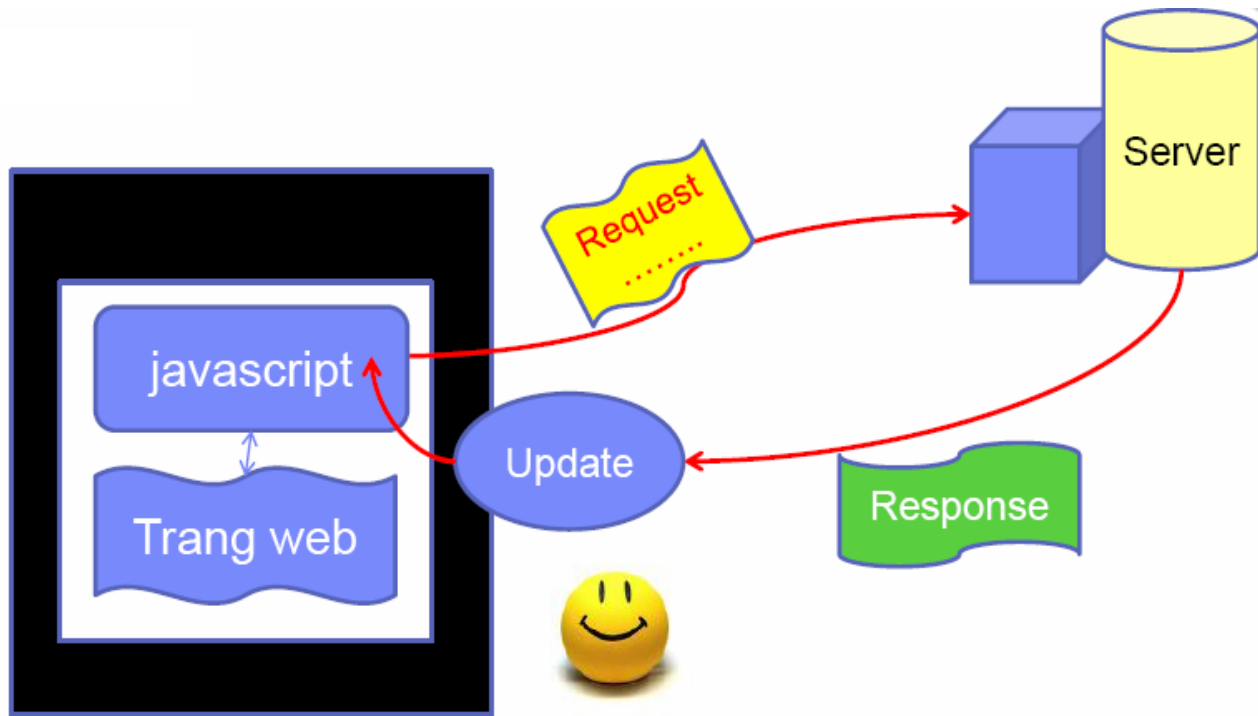 Server
Request
........
javascript
Update
Response
Trang web